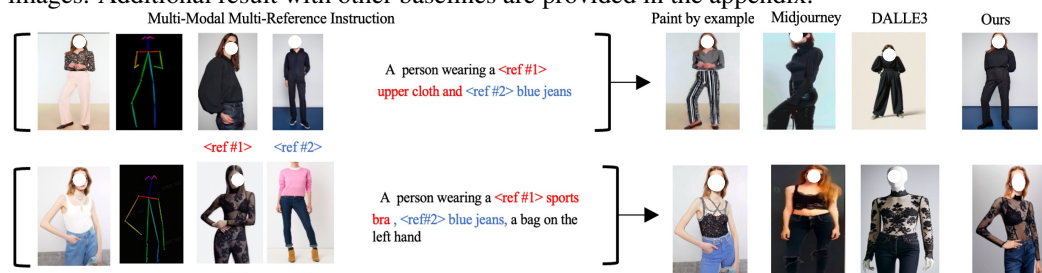 images. Additional result with other baselines are provided in the appendix.
Multi-Modal Multi-Reference Instruction
Paint by example Midjourney DALLE3 Ours
A person wearing a <ref #1>
upper cloth and <ref #2> blue jeans
<ref #1> <ref #2>
A person wearing a <ref #1> sports
bra , <ref#2> blue jeans, a bag on the
left hand